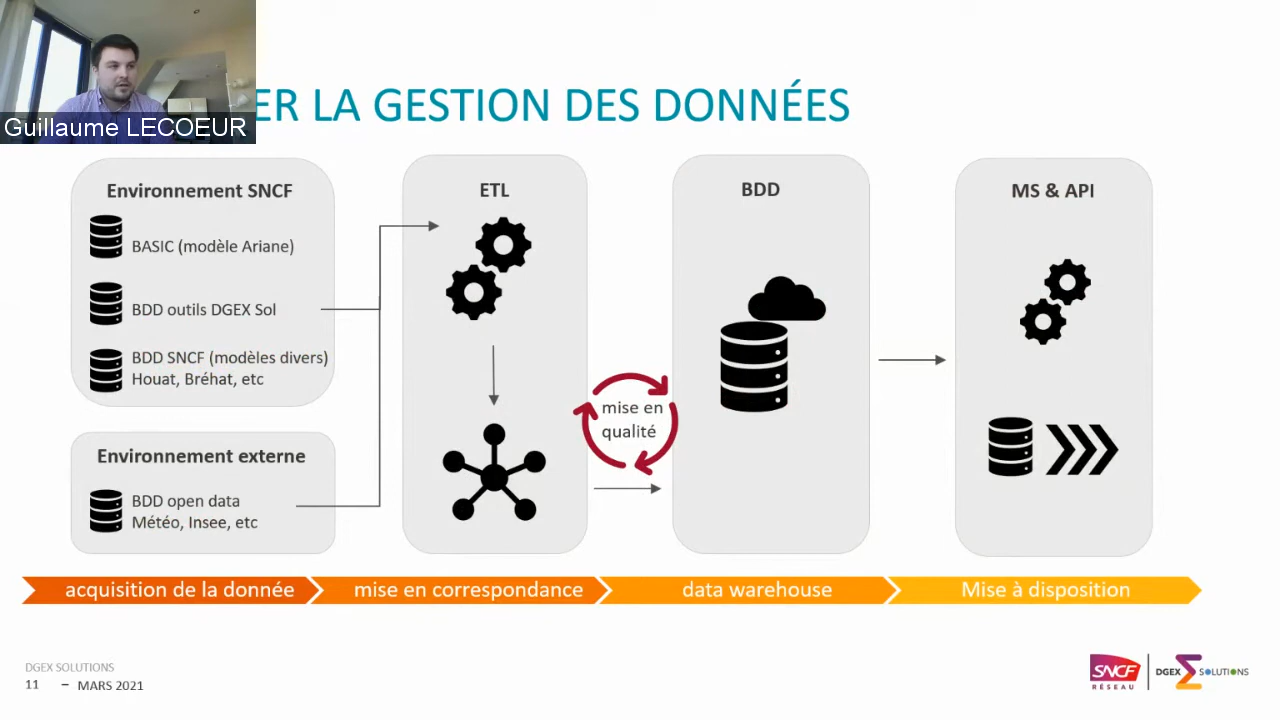 Guillaume LECOEUR
ER LA GESTION DES DONNÉES
Environnement SNCF
BASIC (modèle Ariane)
BDD outils DGEX Sol
BDD SNCF (modèles divers)
Houat, Bréhat, etc
Environnement externe
BDD open data
Météo, Insee, etc
ETL
mise en
qualité
BDD
MS & API
acquisition de la donnée
mise en correspondance
data warehouse
Mise à disposition
DGEX SOLUTIONS
11 – MARS 2021
SNCF
RÉSEAU
DGEX SOLUTIONS